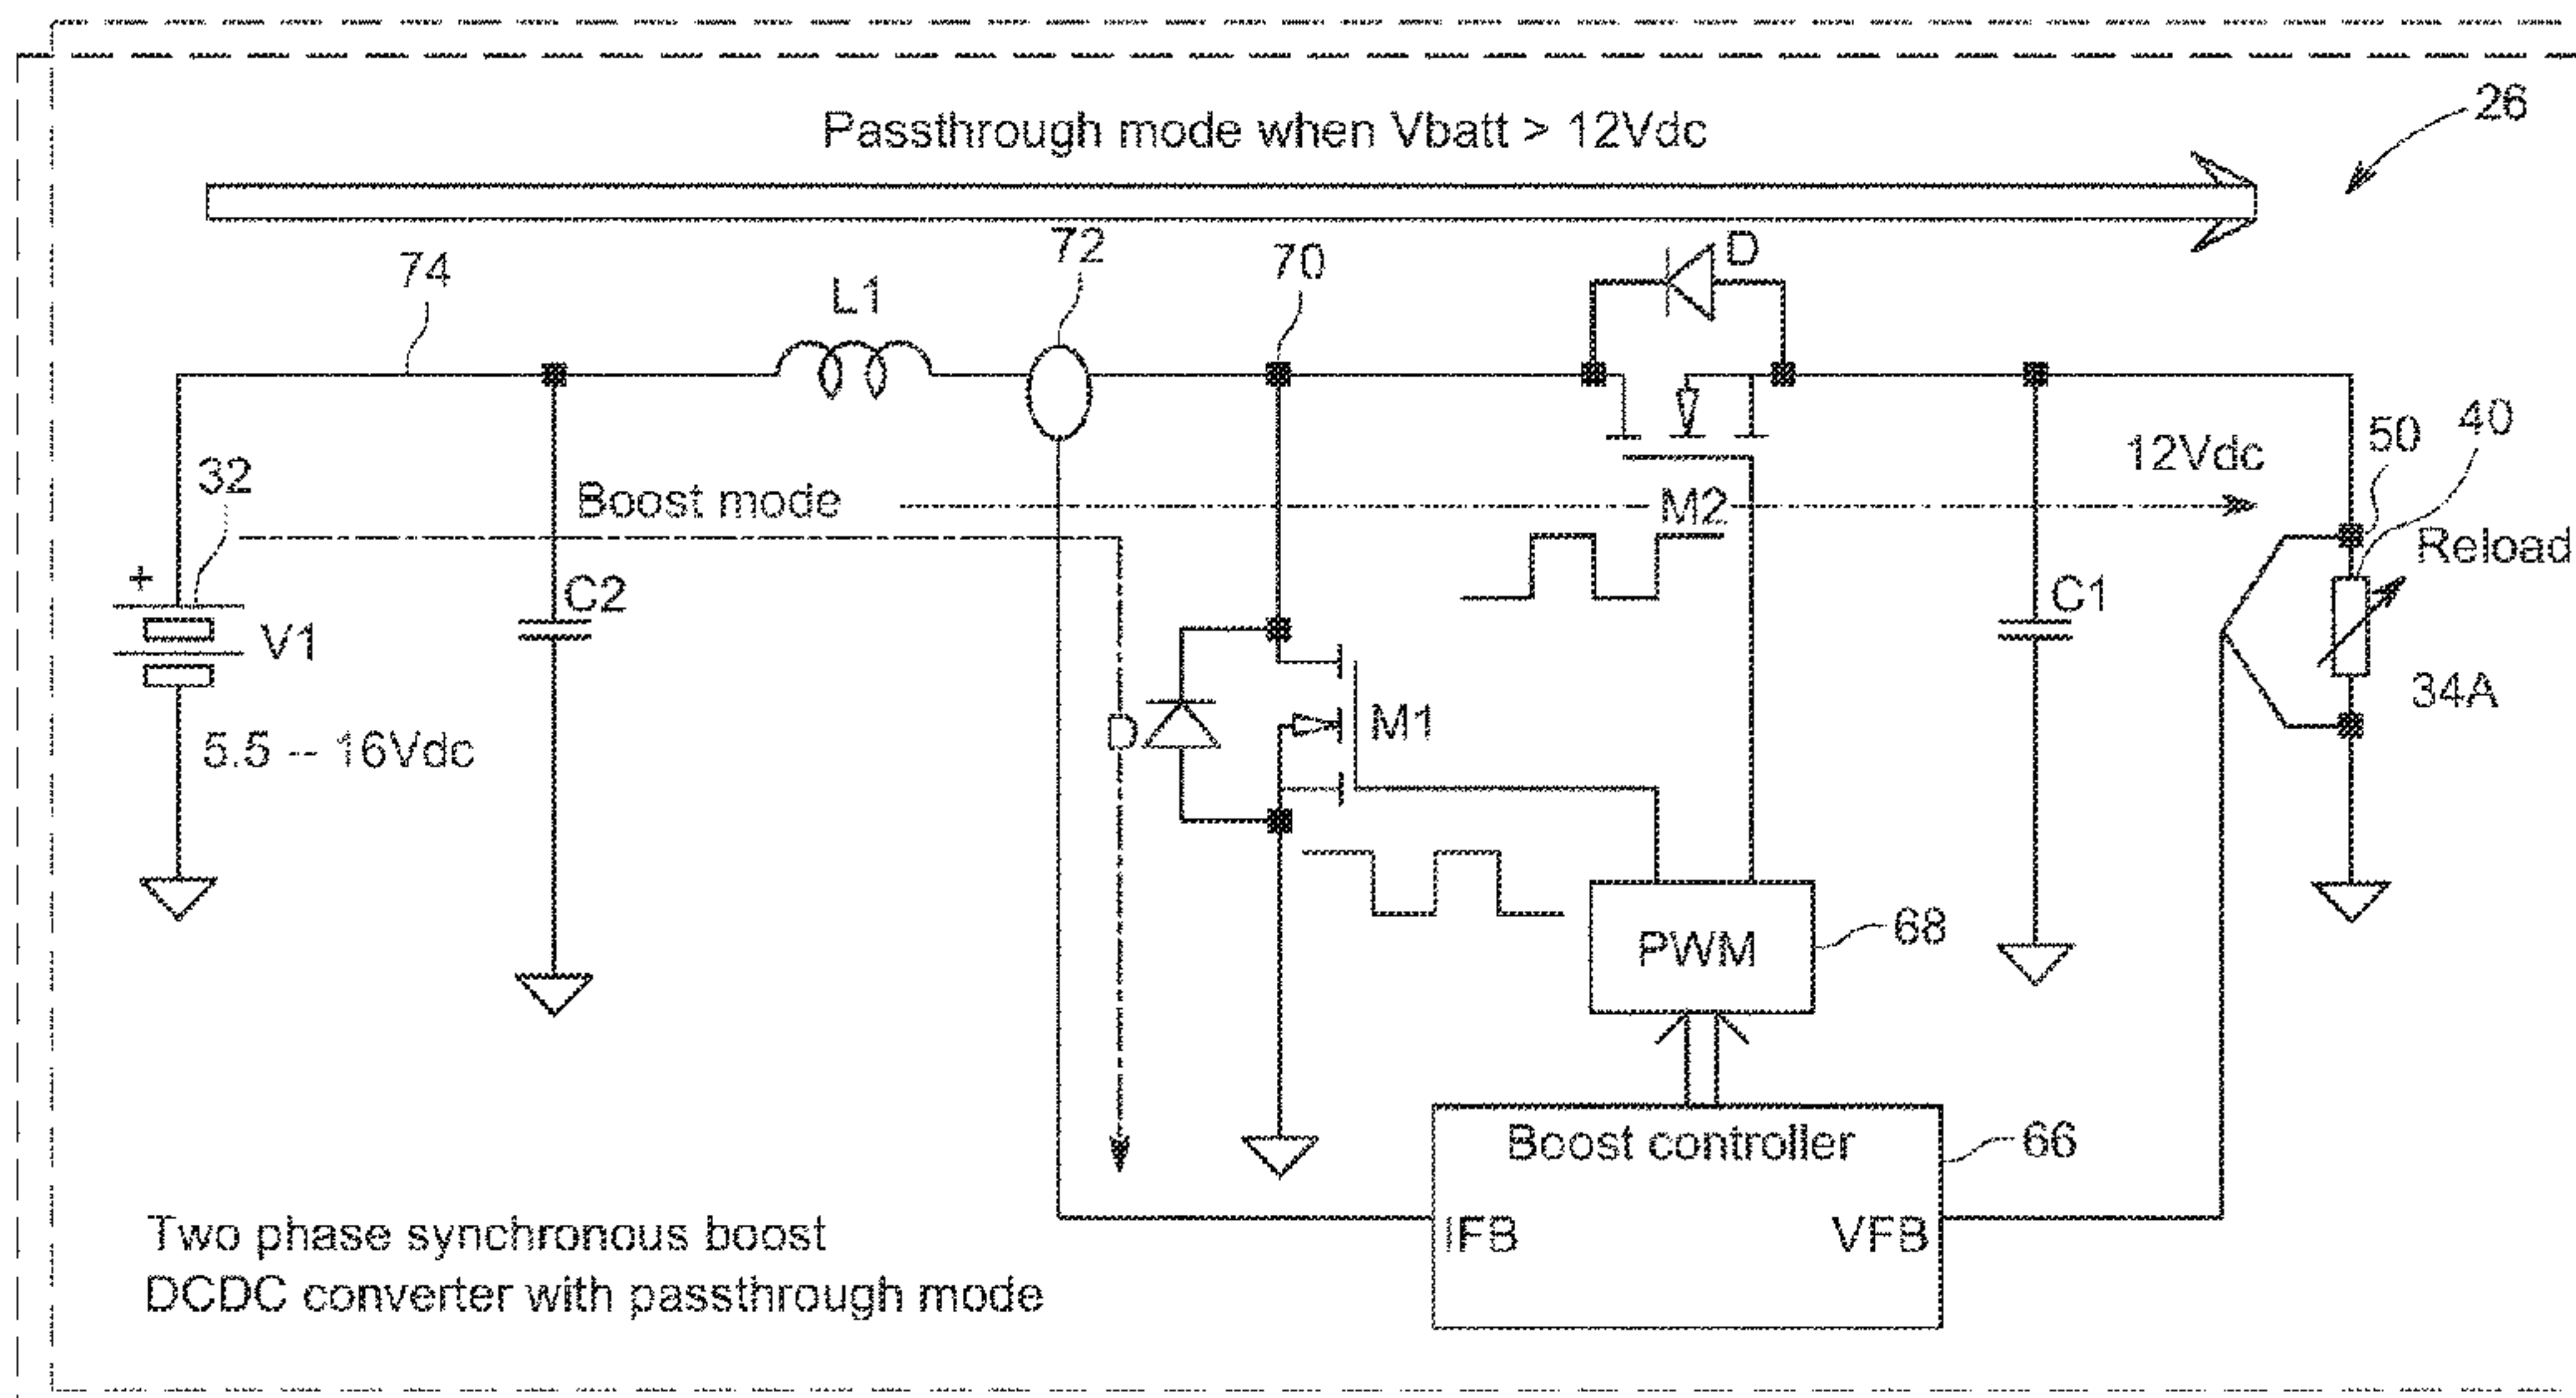 Passthrough mode when Vbatt > 12Vdc
26
74
L1
72
70
D
32
Boost mode
M2
12Vdc
50
40
Reload
+
V1
C2
C1
5.5 -- 16Vdc
D
M1
34A
PWM
68
Boost controller
66
IFB
VFB
Two phase synchronous boost
DCDC converter with passthrough mode